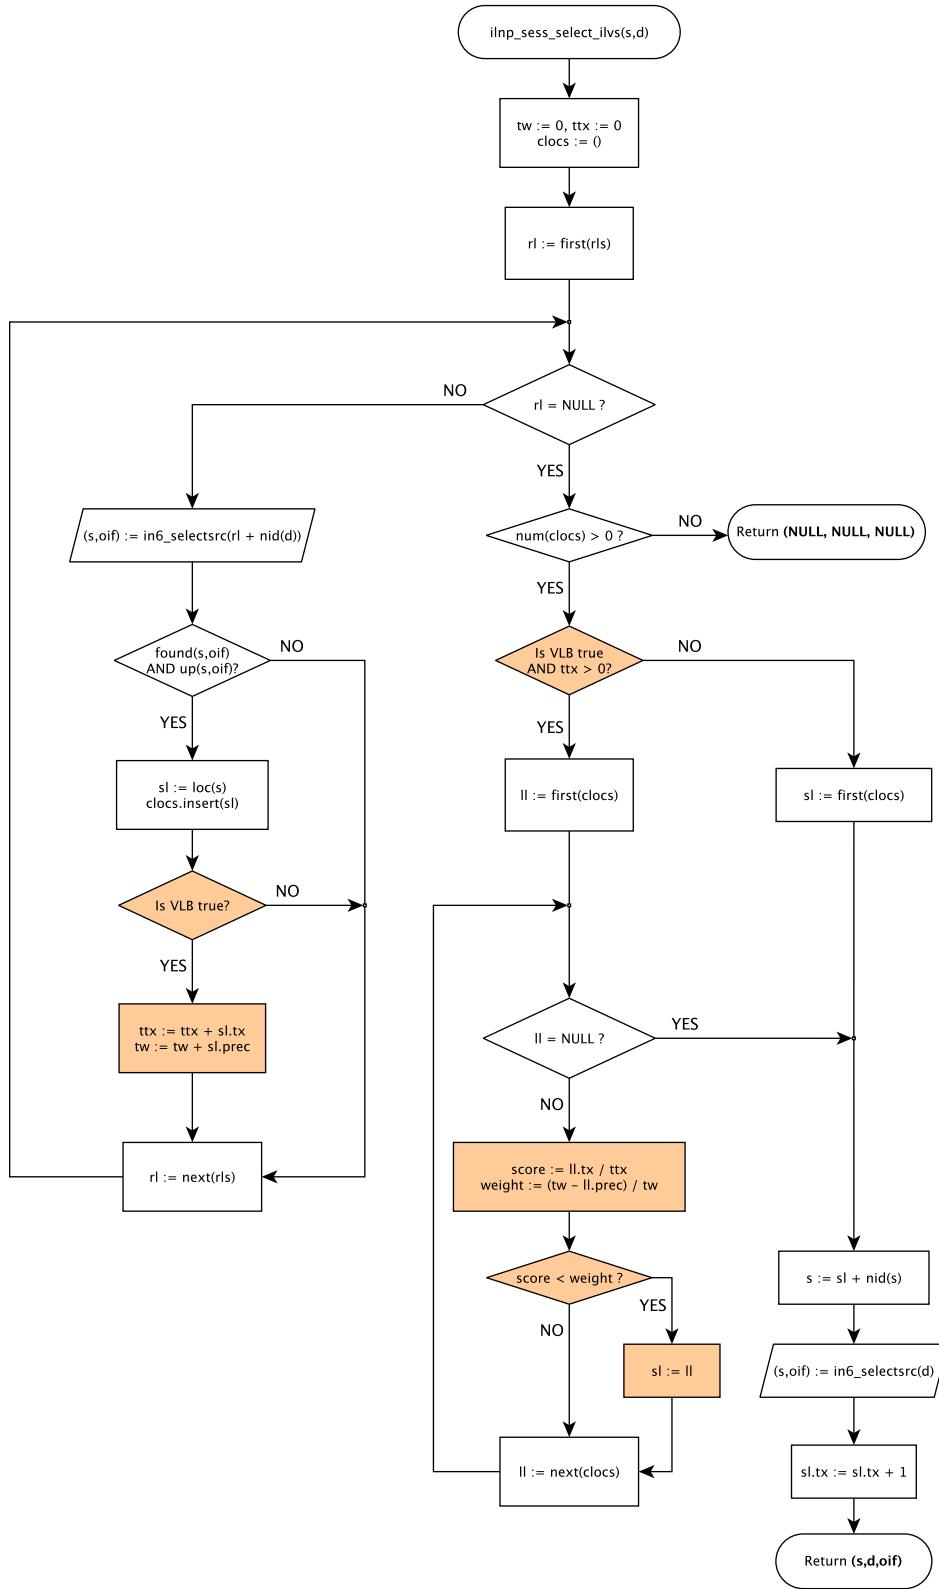 ilnp_sess_select_ilvs(s,d)
tw := 0, ttx := 0
clocs := ()
rl := first(rls)
rl = NULL ?
NO
YES
(s,oif) := in6_selectsrc(rl + nid(d))
num(clocs) > 0 ?
NO
Return (NULL, NULL, NULL)
YES
found(s,oif)
AND up(s,oif)?
NO
YES
Is VLB true
AND ttx > 0?
NO
YES
sl := loc(s)
clocs.insert(sl)
ll := first(clocs)
sl := first(clocs)
Is VLB true?
NO
YES
ttx := ttx + sl.tx
tw := tw + sl.prec
ll = NULL ?
YES
NO
rl := next(rls)
score := ll.tx / ttx
weight := (tw – ll.prec) / tw
score < weight ?
YES
NO
s := sl + nid(s)
sl := ll
(s,oif) := in6_selectsrc(d)
ll := next(clocs)
sl.tx := sl.tx + 1
Return (s,d,oif)